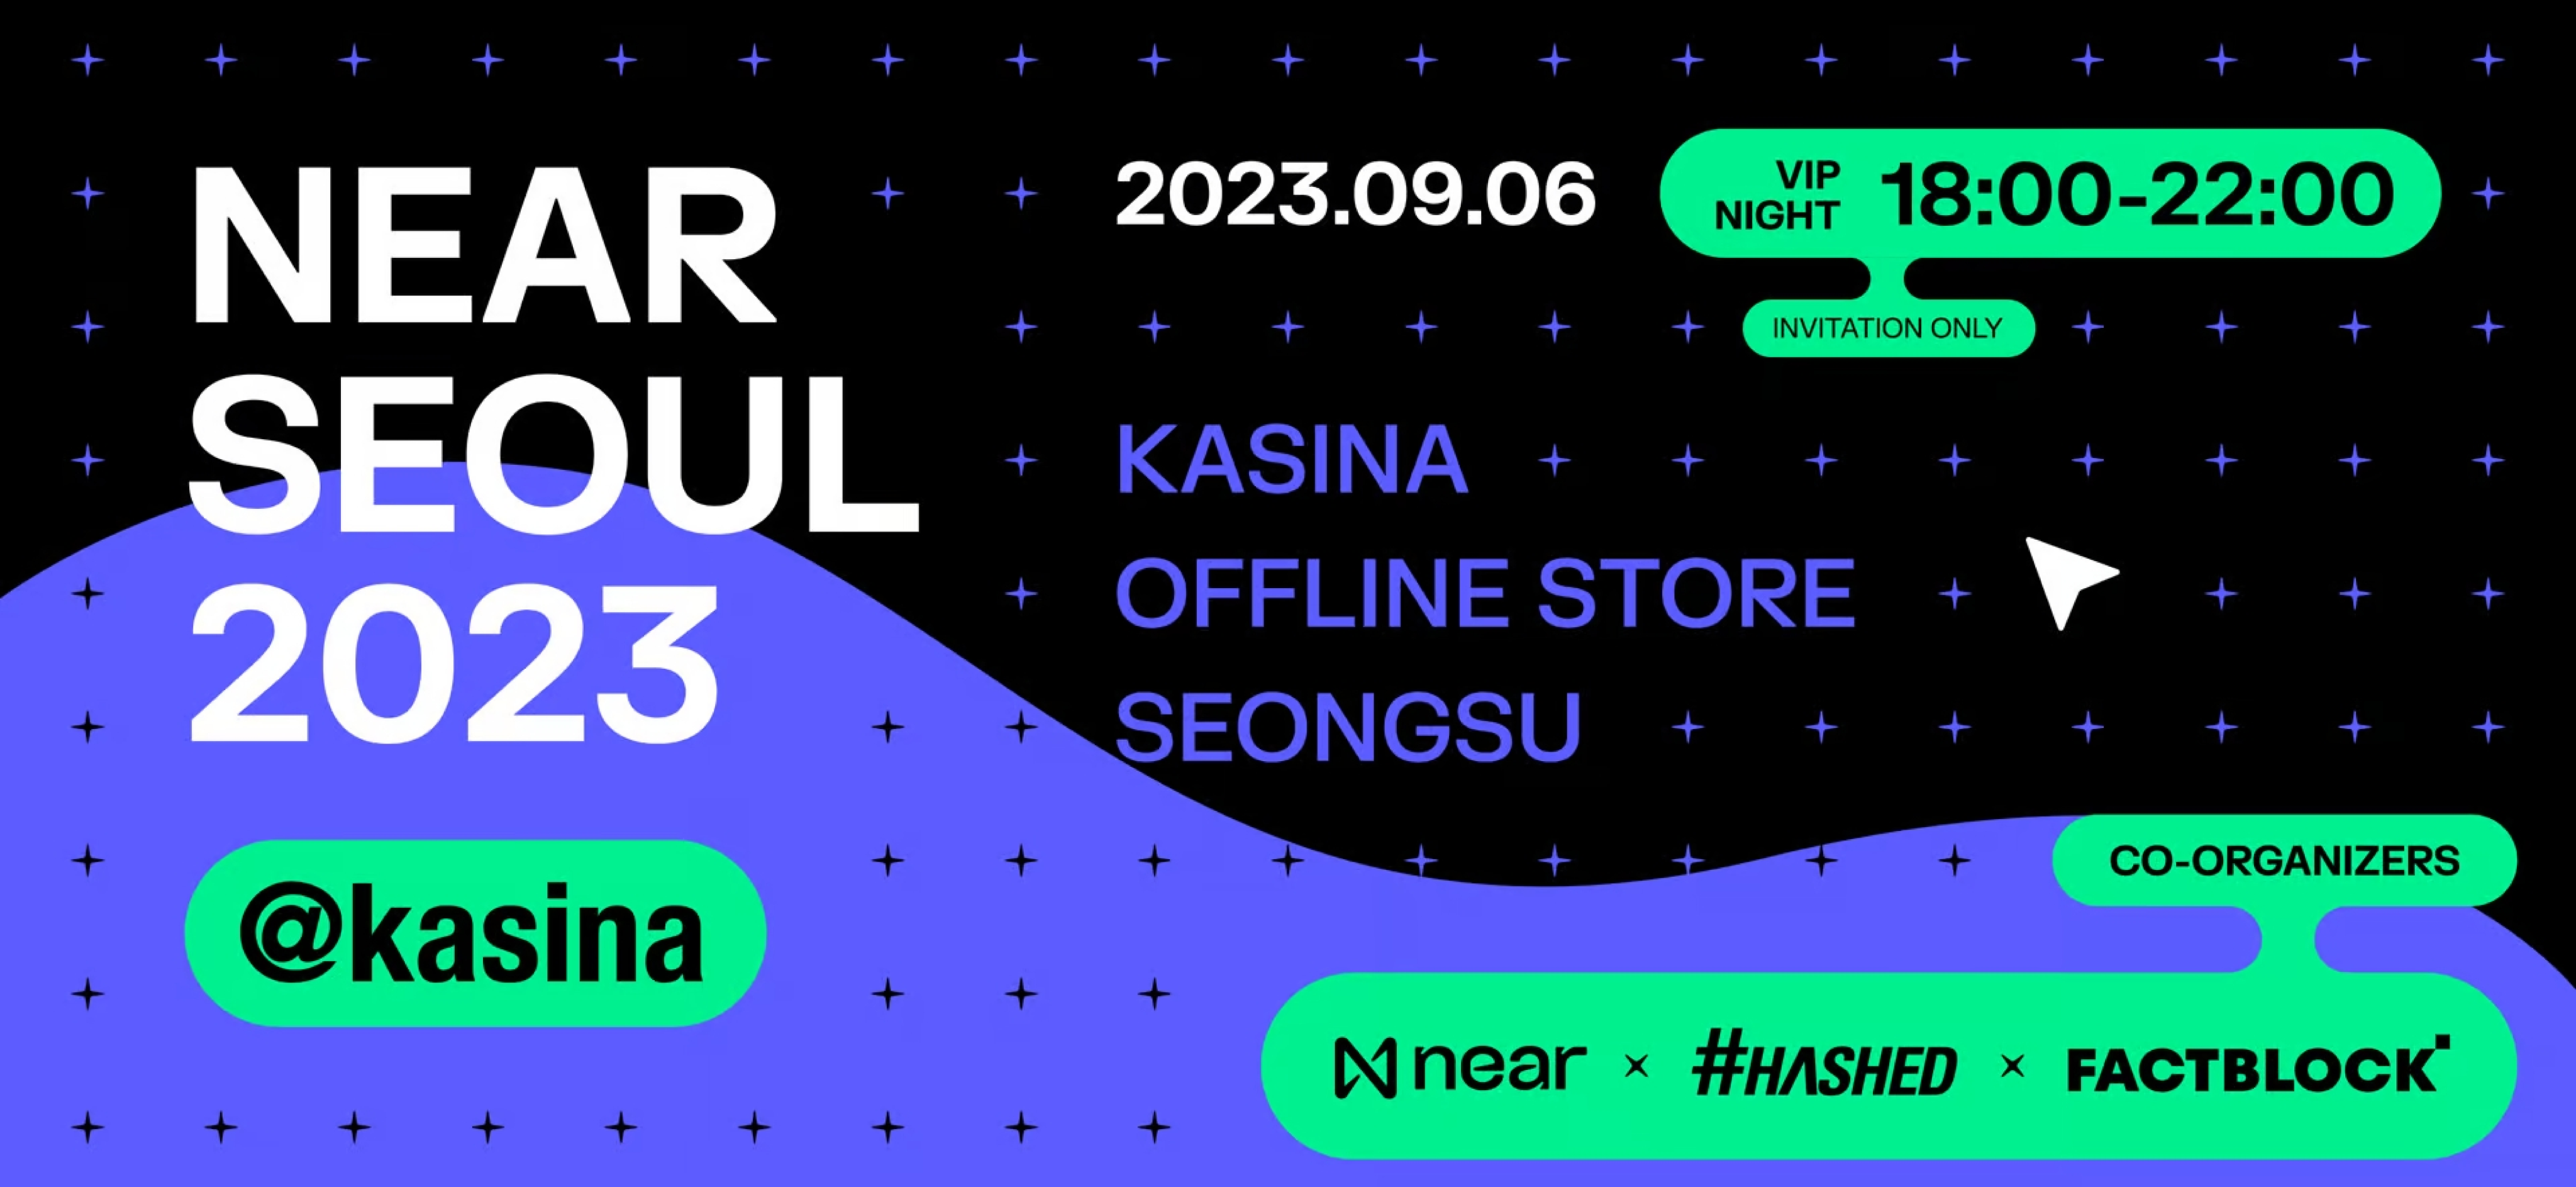 NEAR
SEOUL
2023
@kasina
2023.09.06
VIP
NIGHT
18:00-22:00
INVITATION ONLY
KASINA
OFFLINE STORE
SEONGSU
CO-ORGANIZERS
near × #HASHED × FACTBLOCK